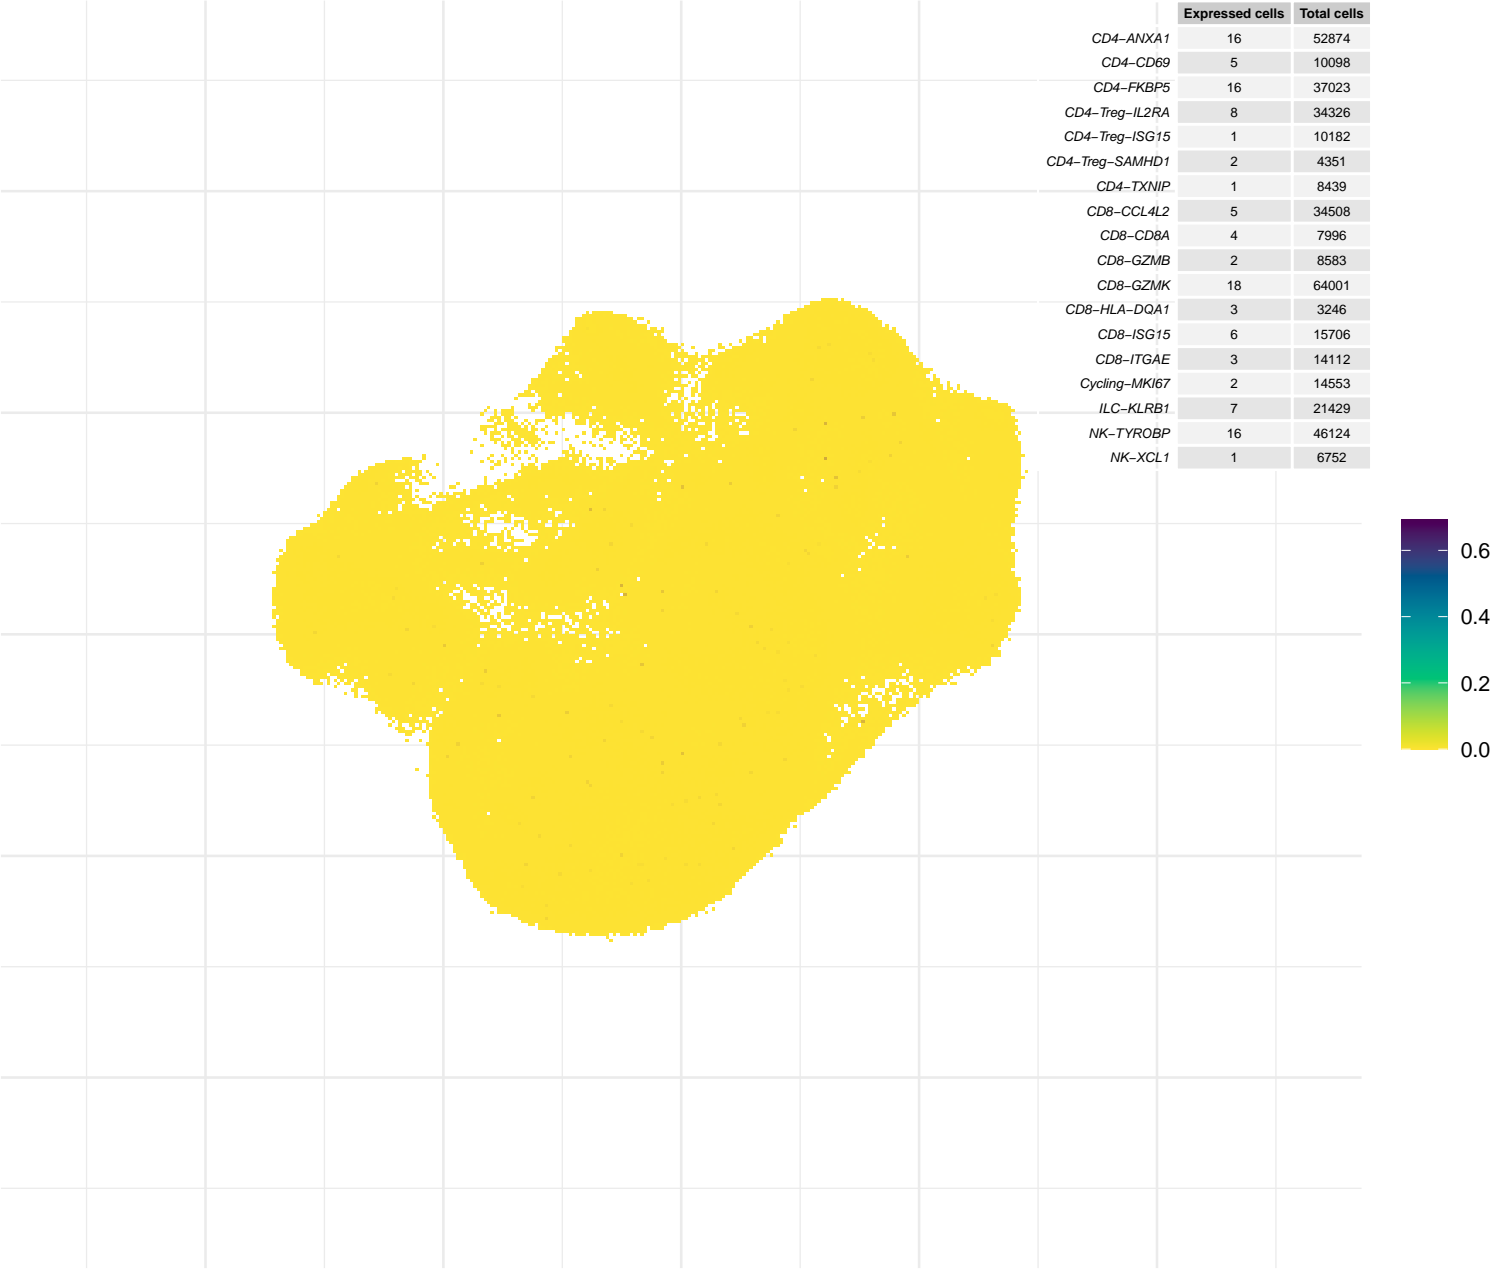 Expressed cells Total cells
CD4−ANXA1 16 52874
CD4−CD69 5 10098
CD4−FKBP5 16 37023
CD4−Treg−IL2RA 8 34326
CD4−Treg−ISG15 1 10182
CD4−Treg−SAMHD1 2 4351
CD4−TXNIP 1 8439
CD8−CCL4L2 5 34508
CD8−CD8A 4 7996
CD8−GZMB 2 8583
CD8−GZMK 18 64001
CD8−HLA−DQA1 3 3246
CD8−ISG15 6 15706
CD8−ITGAE 3 14112
Cycling−MKI67 2 14553
ILC−KLRB1 7 21429
NK−TYROBP 16 46124
NK−XCL1 1 6752
0.6
0.4
0.2
0.0